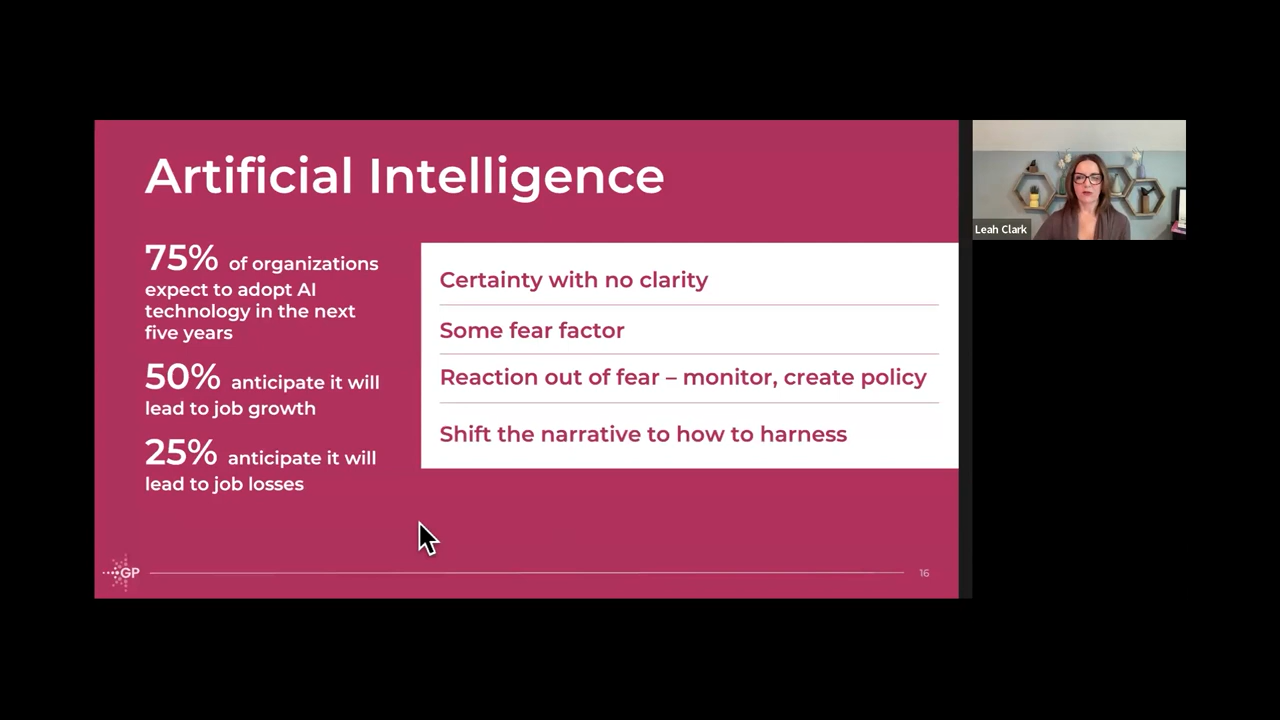 Artificial Intelligence
75% of organizations
expect to adopt AI
technology in the next
five years
50% anticipate it will
lead to job growth
25% anticipate it will
lead to job losses
Certainty with no clarity
Some fear factor
Reaction out of fear – monitor, create policy
Shift the narrative to how to harness
GP
16
Leah Clark